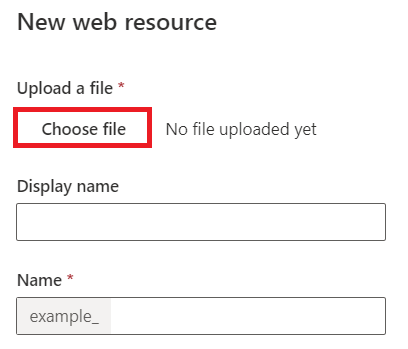 New web resource
Upload a file *
Choose file No file uploaded yet
Display name
Name *
example_